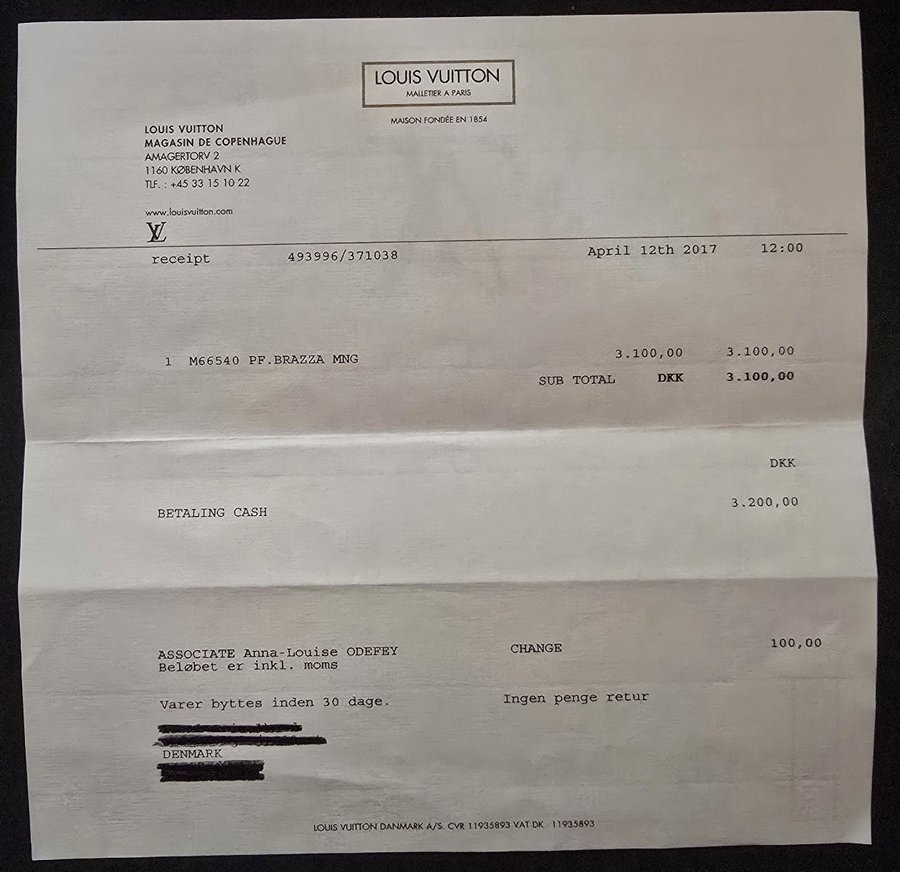 LOUIS VUITTON
MALLETIER A PARIS
MAISON FONDÉE EN 1854
LOUIS VUITTON
MAGASIN DE COPENHAGUE
AMAGERTORV 2
1160 KØBENHAVN K
TLF. : +45 33 15 10 22
www.louisvuitton.com
LV
receipt 493996/371038 April 12th 2017 12:00
1 M66540 PF.BRAZZA MNG 3.100,00 3.100,00
SUB TOTAL DKK 3.100,00
DKK
BETALING CASH 3.200,00
ASSOCIATE Anna-Louise ODEFEY CHANGE 100,00
Beløbet er inkl. moms
Varer byttes inden 30 dage. Ingen penge retur
DENMARK
LOUIS VUITTON DANMARK A/S. CVR 11935893 VAT DK : 11935893